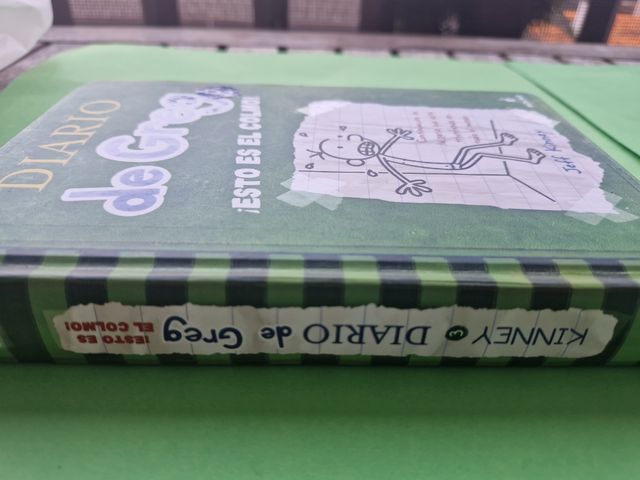 DIARIO
de Greg
¡ESTO ES EL COLMO!
Jeff Kinney
KINNEY 3 DIARIO de Greg ¡ESTO ES
EL COLMO!